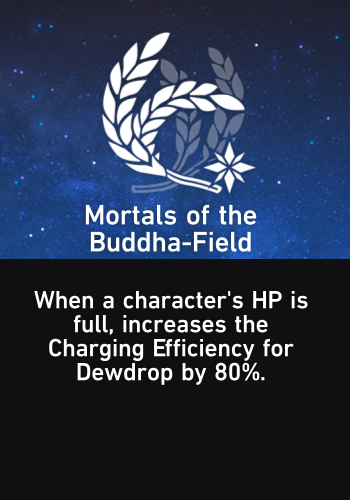 Mortals of the
Buddha-Field
When a character's HP is
full, increases the
Charging Efficiency for
Dewdrop by 80%.